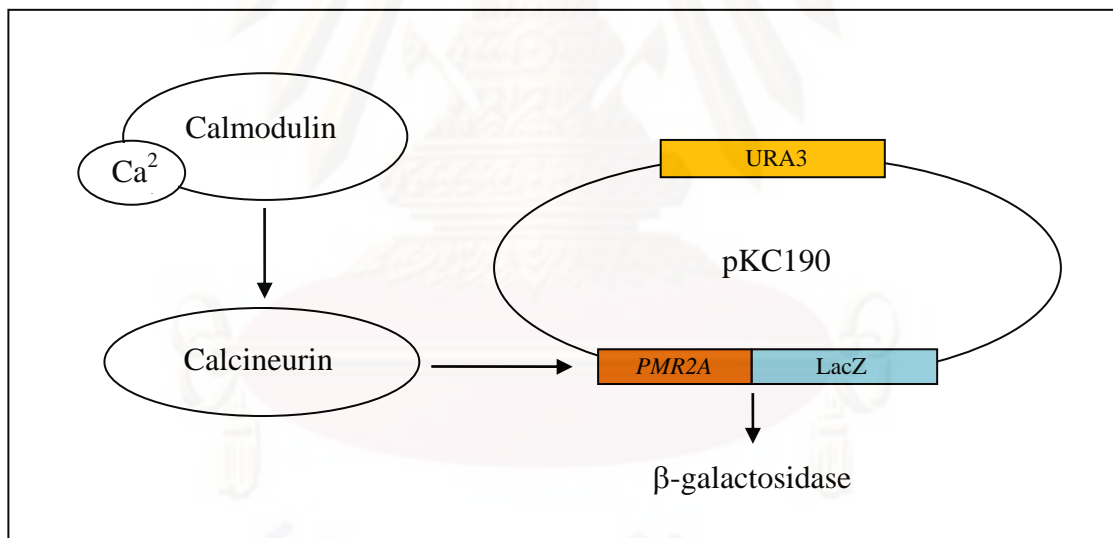 Calmodulin
Ca2
Calcineurin
URA3
pKC190
PMR2A
LacZ
β-galactosidase